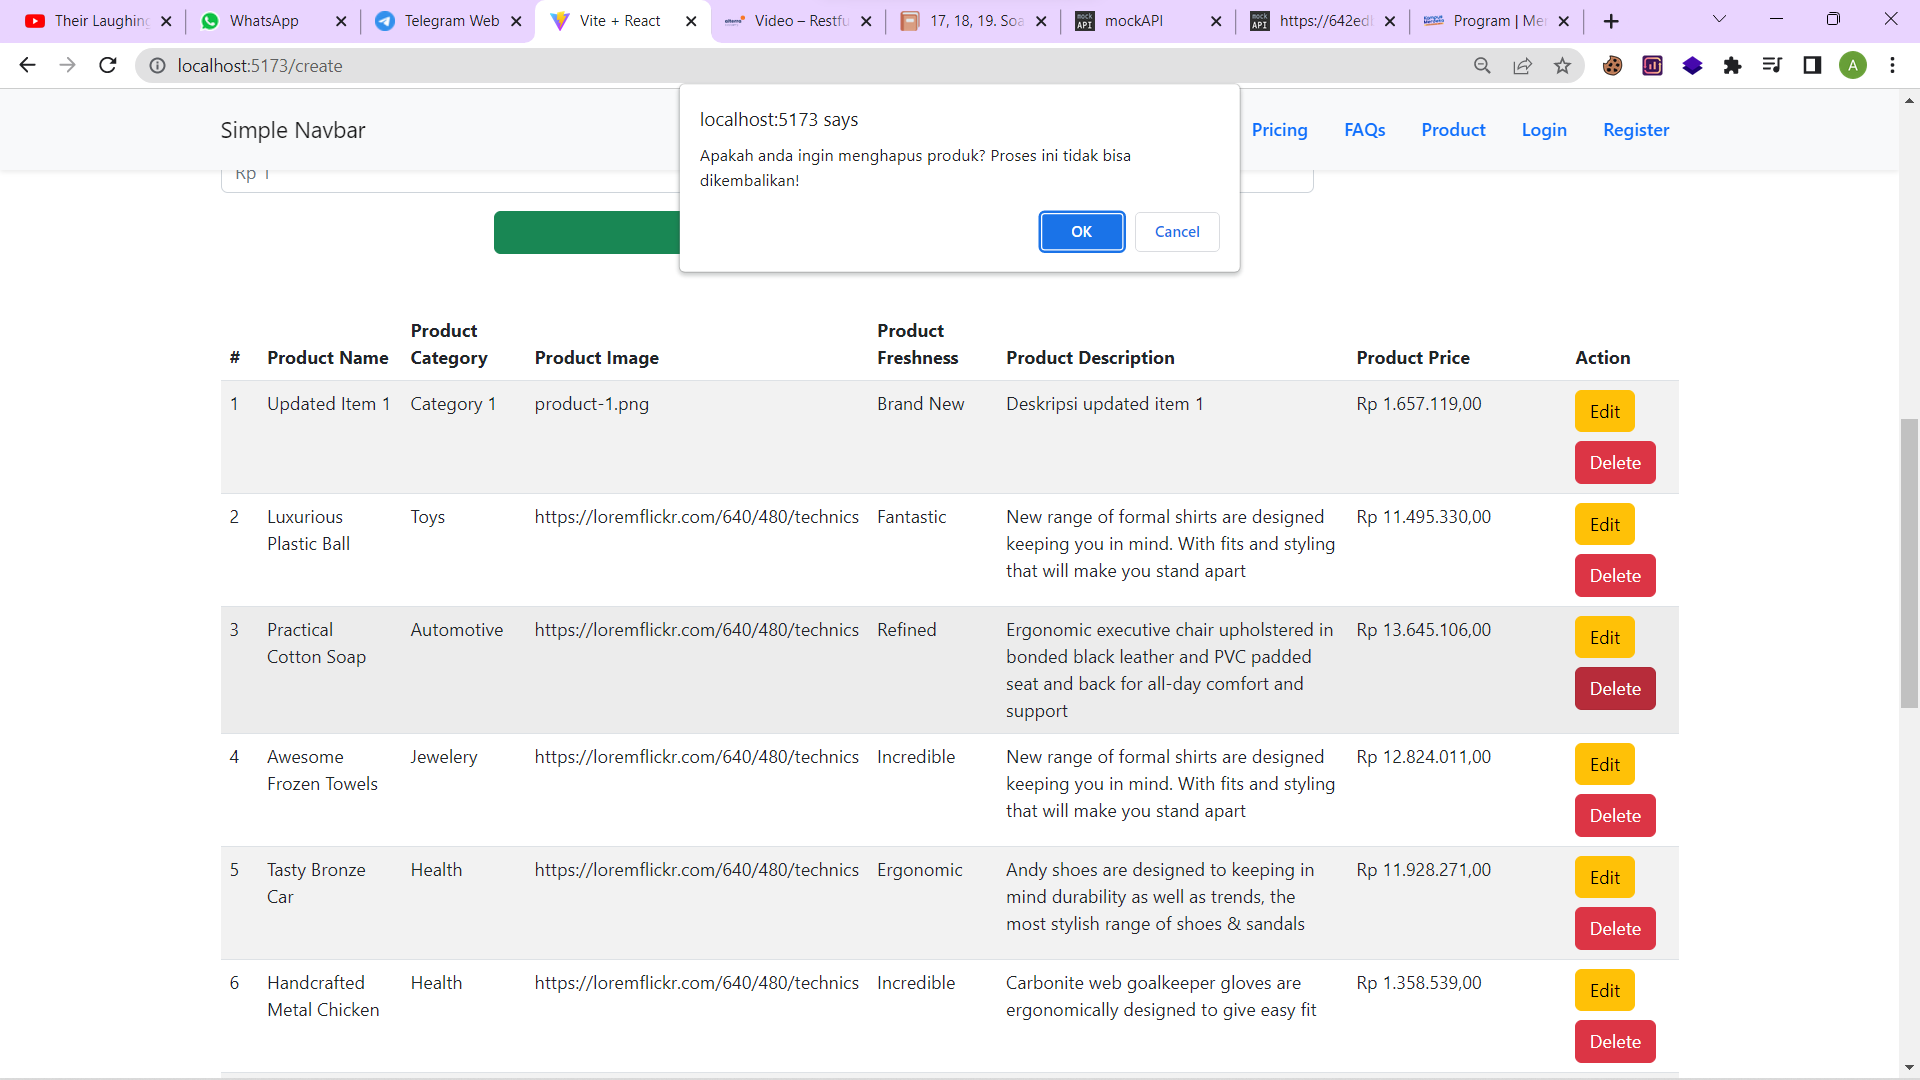 Their Laughing
WhatsApp
Telegram Web
Vite + React
Video – Restfu
17, 18, 19. Soa
mockAPI
https://642ed
Program | Mer
localhost:5173/create
A
Simple Navbar
Pricing
FAQs
Product
Login
Register
localhost:5173 says
Apakah anda ingin menghapus produk? Proses ini tidak bisa
dikembalikan!
OK
Cancel
Rp 1
# Product Name Product Category Product Image Product Freshness Product Description Product Price Action
1 Updated Item 1 Category 1 product-1.png Brand New Deskripsi updated item 1 Rp 1.657.119,00 Edit
Delete
2 Luxurious Toys https://loremflickr.com/640/480/technics Fantastic New range of formal shirts are designed Rp 11.495.330,00 Edit
Plastic Ball keeping you in mind. With fits and styling
that will make you stand apart Delete
3 Practical Automotive https://loremflickr.com/640/480/technics Refined Ergonomic executive chair upholstered in Rp 13.645.106,00 Edit
Cotton Soap bonded black leather and PVC padded
seat and back for all-day comfort and Delete
support
4 Awesome Jewelery https://loremflickr.com/640/480/technics Incredible New range of formal shirts are designed Rp 12.824.011,00 Edit
Frozen Towels keeping you in mind. With fits and styling
that will make you stand apart Delete
5 Tasty Bronze Health https://loremflickr.com/640/480/technics Ergonomic Andy shoes are designed to keeping in Rp 11.928.271,00 Edit
Car mind durability as well as trends, the
most stylish range of shoes & sandals Delete
6 Handcrafted Health https://loremflickr.com/640/480/technics Incredible Carbonite web goalkeeper gloves are Rp 1.358.539,00 Edit
Metal Chicken ergonomically designed to give easy fit
Delete